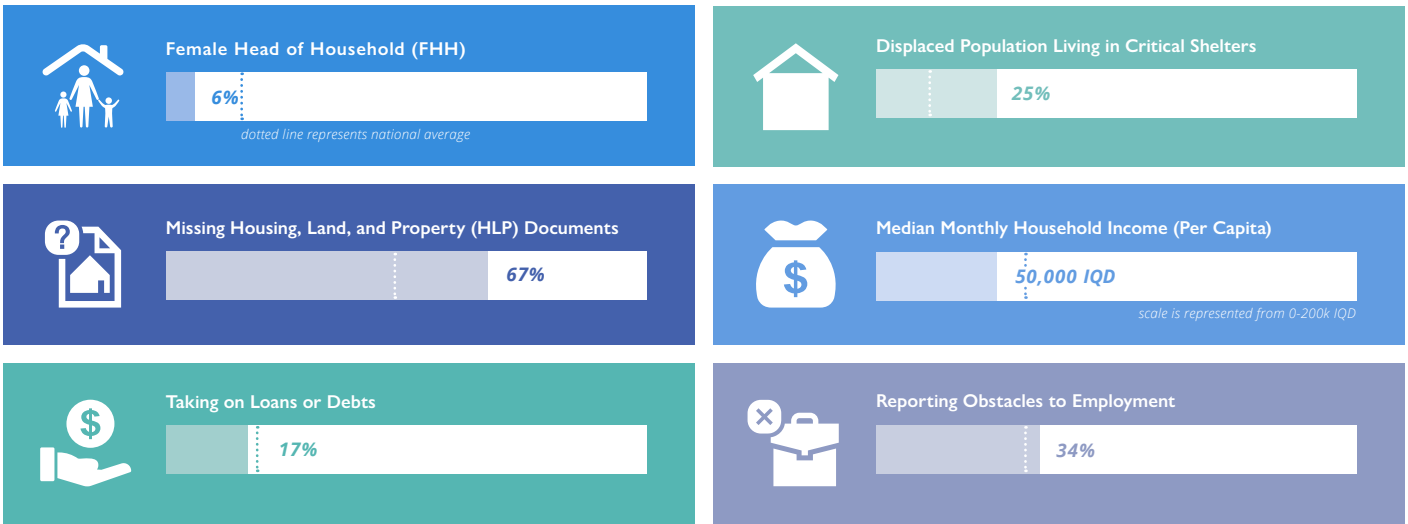 Female Head of Household (FHH)
6%
dotted line represents national average
Displaced Population Living in Critical Shelters
25%
?
Missing Housing, Land, and Property (HLP) Documents
67%
$
Median Monthly Household Income (Per Capita)
50,000 IQD
scale is represented from 0-200k IQD
$
Taking on Loans or Debts
17%
Reporting Obstacles to Employment
34%